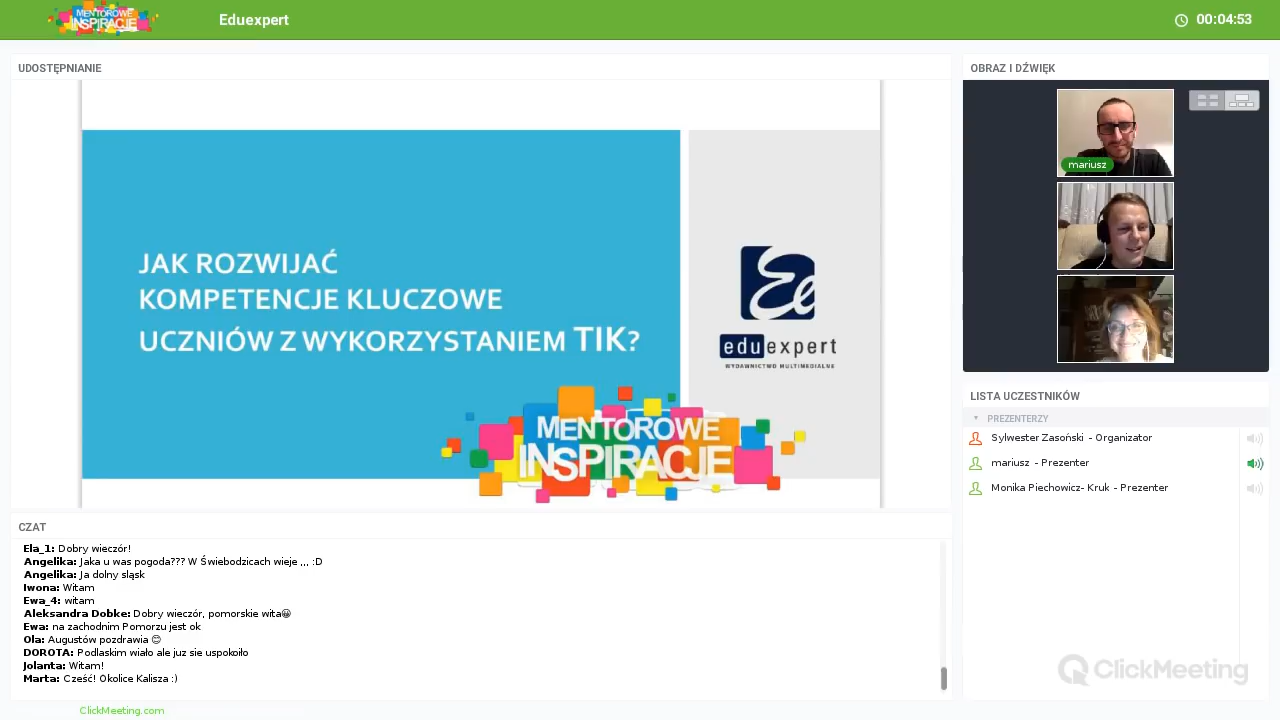 MENTOROWE
INSPIRACJE
Eduexpert
00:04:53
UDOSTĘPNIANIE
JAK ROZWIJAĆ
KOMPETENCJE KLUCZOWE
UCZNIÓW Z WYKORZYSTANIEM TIK?
eduexpert
WYDAWNICTWO MULTIMEDIALNE
MENTOROWE
INSPIRACJE
OBRAZ I DŹWIĘK
mariusz
LISTA UCZESTNIKÓW
PREZENTERZY
Sylwester Zasoński - Organizator
mariusz - Prezenter
Monika Piechowicz- Kruk - Prezenter
CZAT
Ela_1: Dobry wieczór!
Angelika: Jaka u was pogoda??? W Świebodzicach wieje ,,, :D
Angelika: Ja dolny sląsk
Iwona: Witam
Ewa_4: witam
Aleksandra Dobke: Dobry wieczór, pomorskie wita😀
Ewa: na zachodnim Pomorzu jest ok
Ola: Augustów pozdrawia 😊
DOROTA: Podlaskim wiało ale juz sie uspokoiło
Jolanta: Witam!
Marta: Cześć! Okolice Kalisza :)
ClickMeeting
ClickMeeting.com